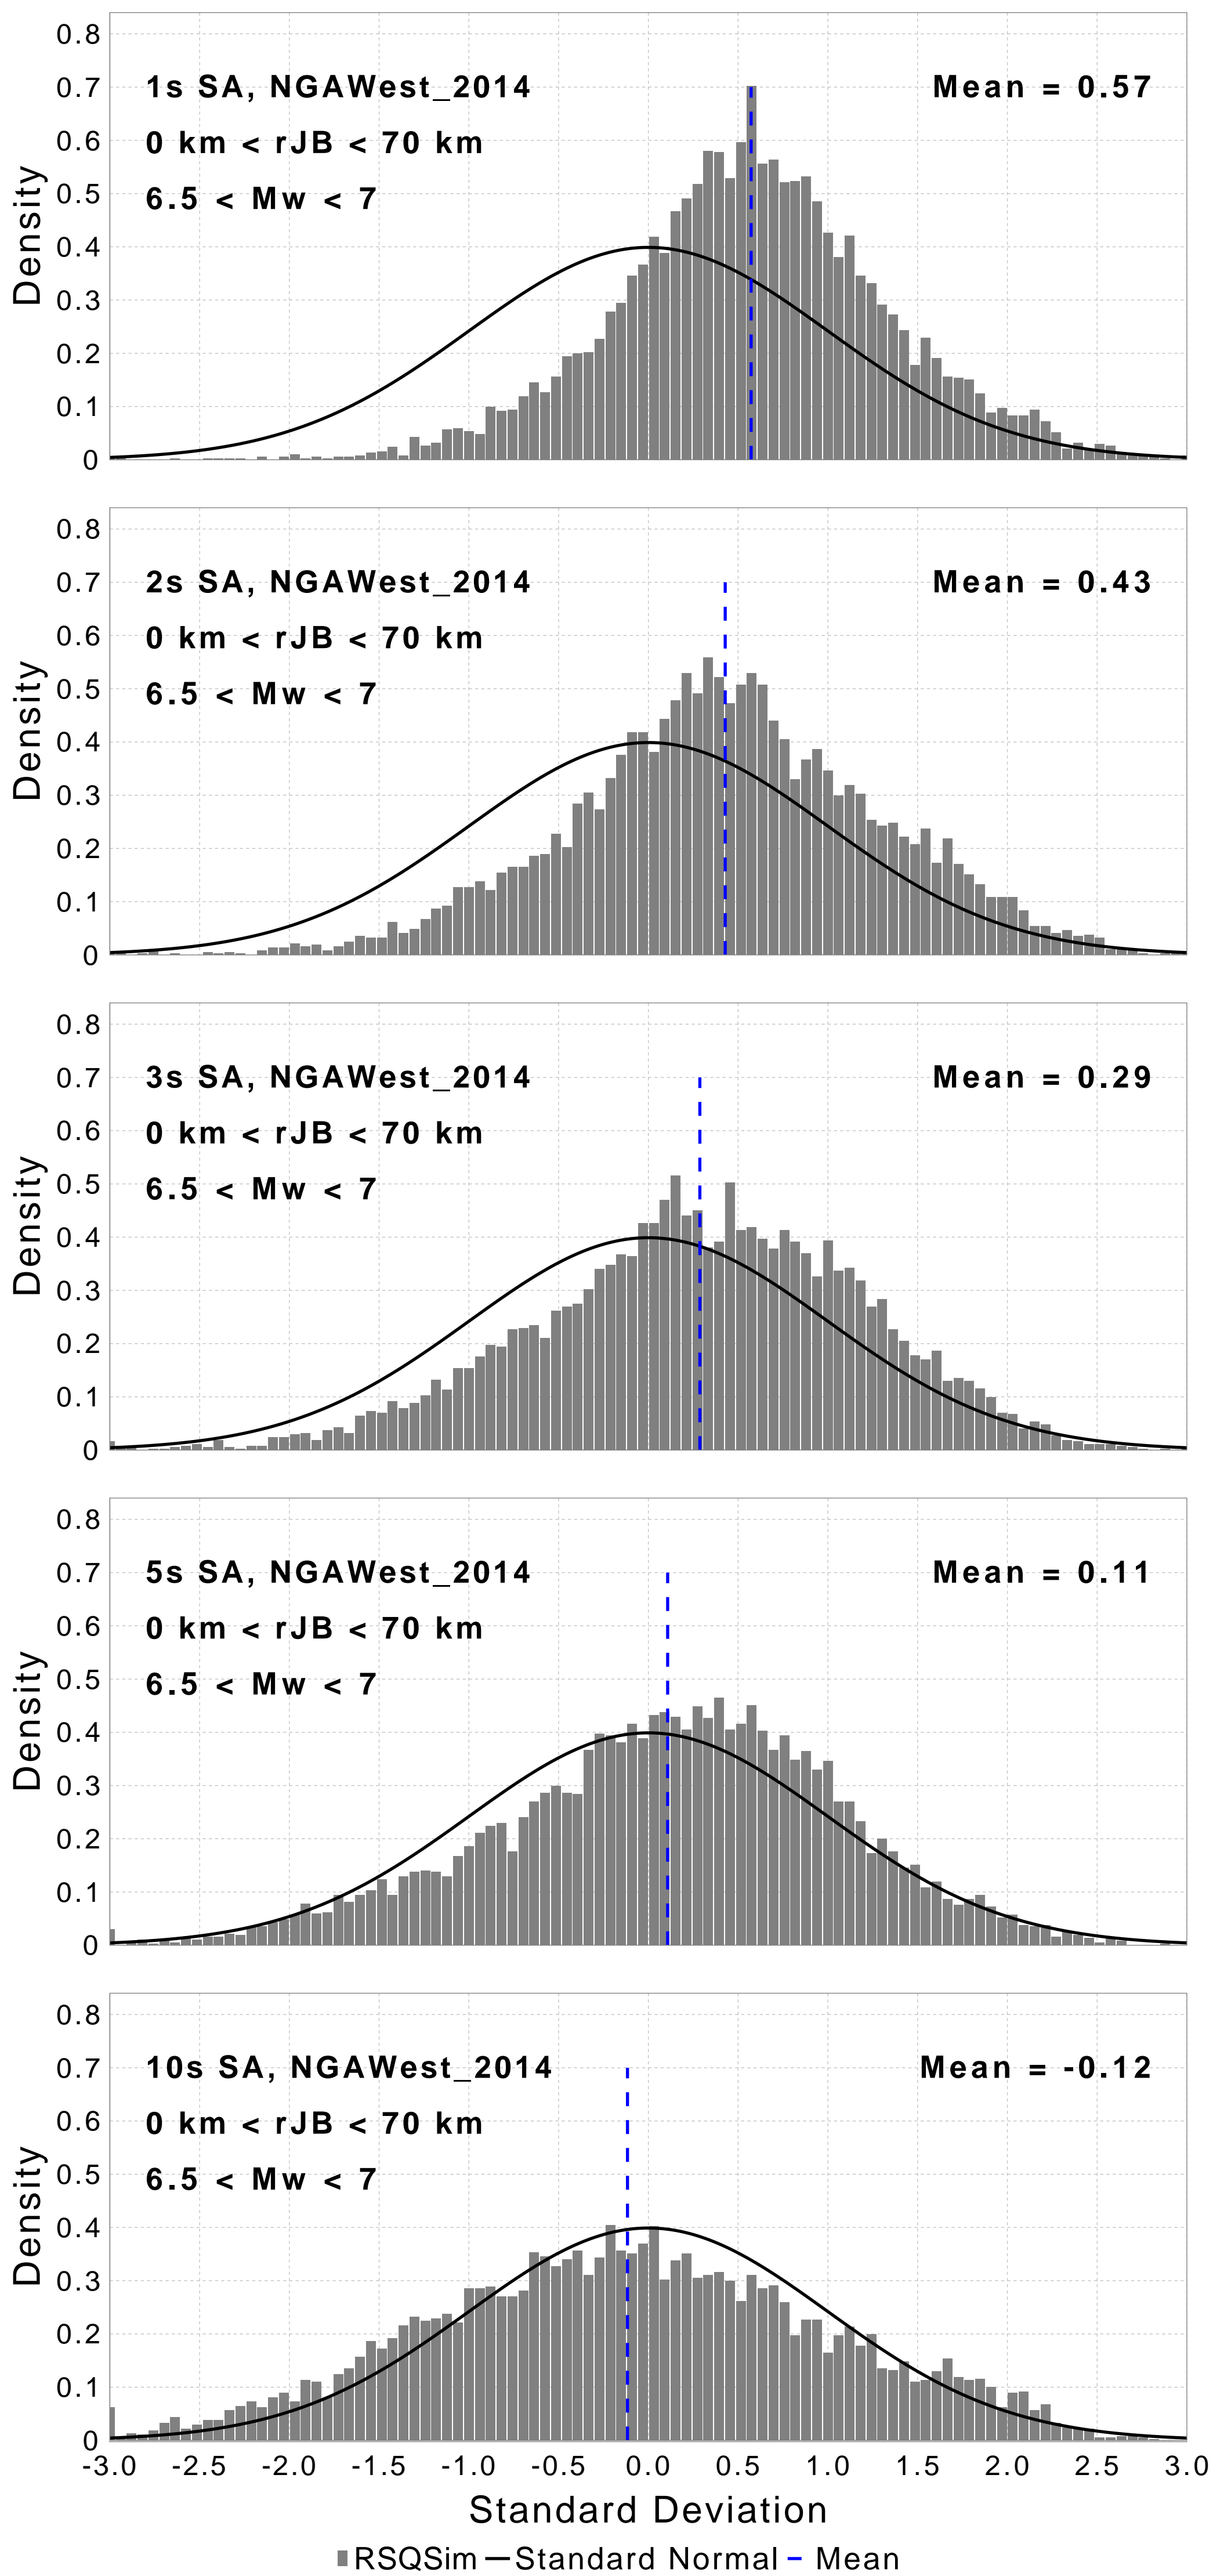 0.8
1s SA, NGAWest_2014 Mean = 0.57
0.7
0 km < rJB < 70 km
0.6
6.5 < Mw < 7
0.5
0.4
0.3
0.2
0.1
0
Density
0.8
2s SA, NGAWest_2014 Mean = 0.43
0.7
0 km < rJB < 70 km
0.6
6.5 < Mw < 7
0.5
0.4
0.3
0.2
0.1
0
Density
0.8
3s SA, NGAWest_2014 Mean = 0.29
0.7
0 km < rJB < 70 km
0.6
6.5 < Mw < 7
0.5
0.4
0.3
0.2
0.1
0
Density
0.8
5s SA, NGAWest_2014 Mean = 0.11
0.7
0 km < rJB < 70 km
0.6
6.5 < Mw < 7
0.5
0.4
0.3
0.2
0.1
0
Density
0.8
10s SA, NGAWest_2014 Mean = -0.12
0.7
0 km < rJB < 70 km
0.6
6.5 < Mw < 7
0.5
0.4
0.3
0.2
0.1
0
Density
-3.0 -2.5 -2.0 -1.5 -1.0 -0.5 0.0 0.5 1.0 1.5 2.0 2.5 3.0
Standard Deviation
RSQSim Standard Normal Mean